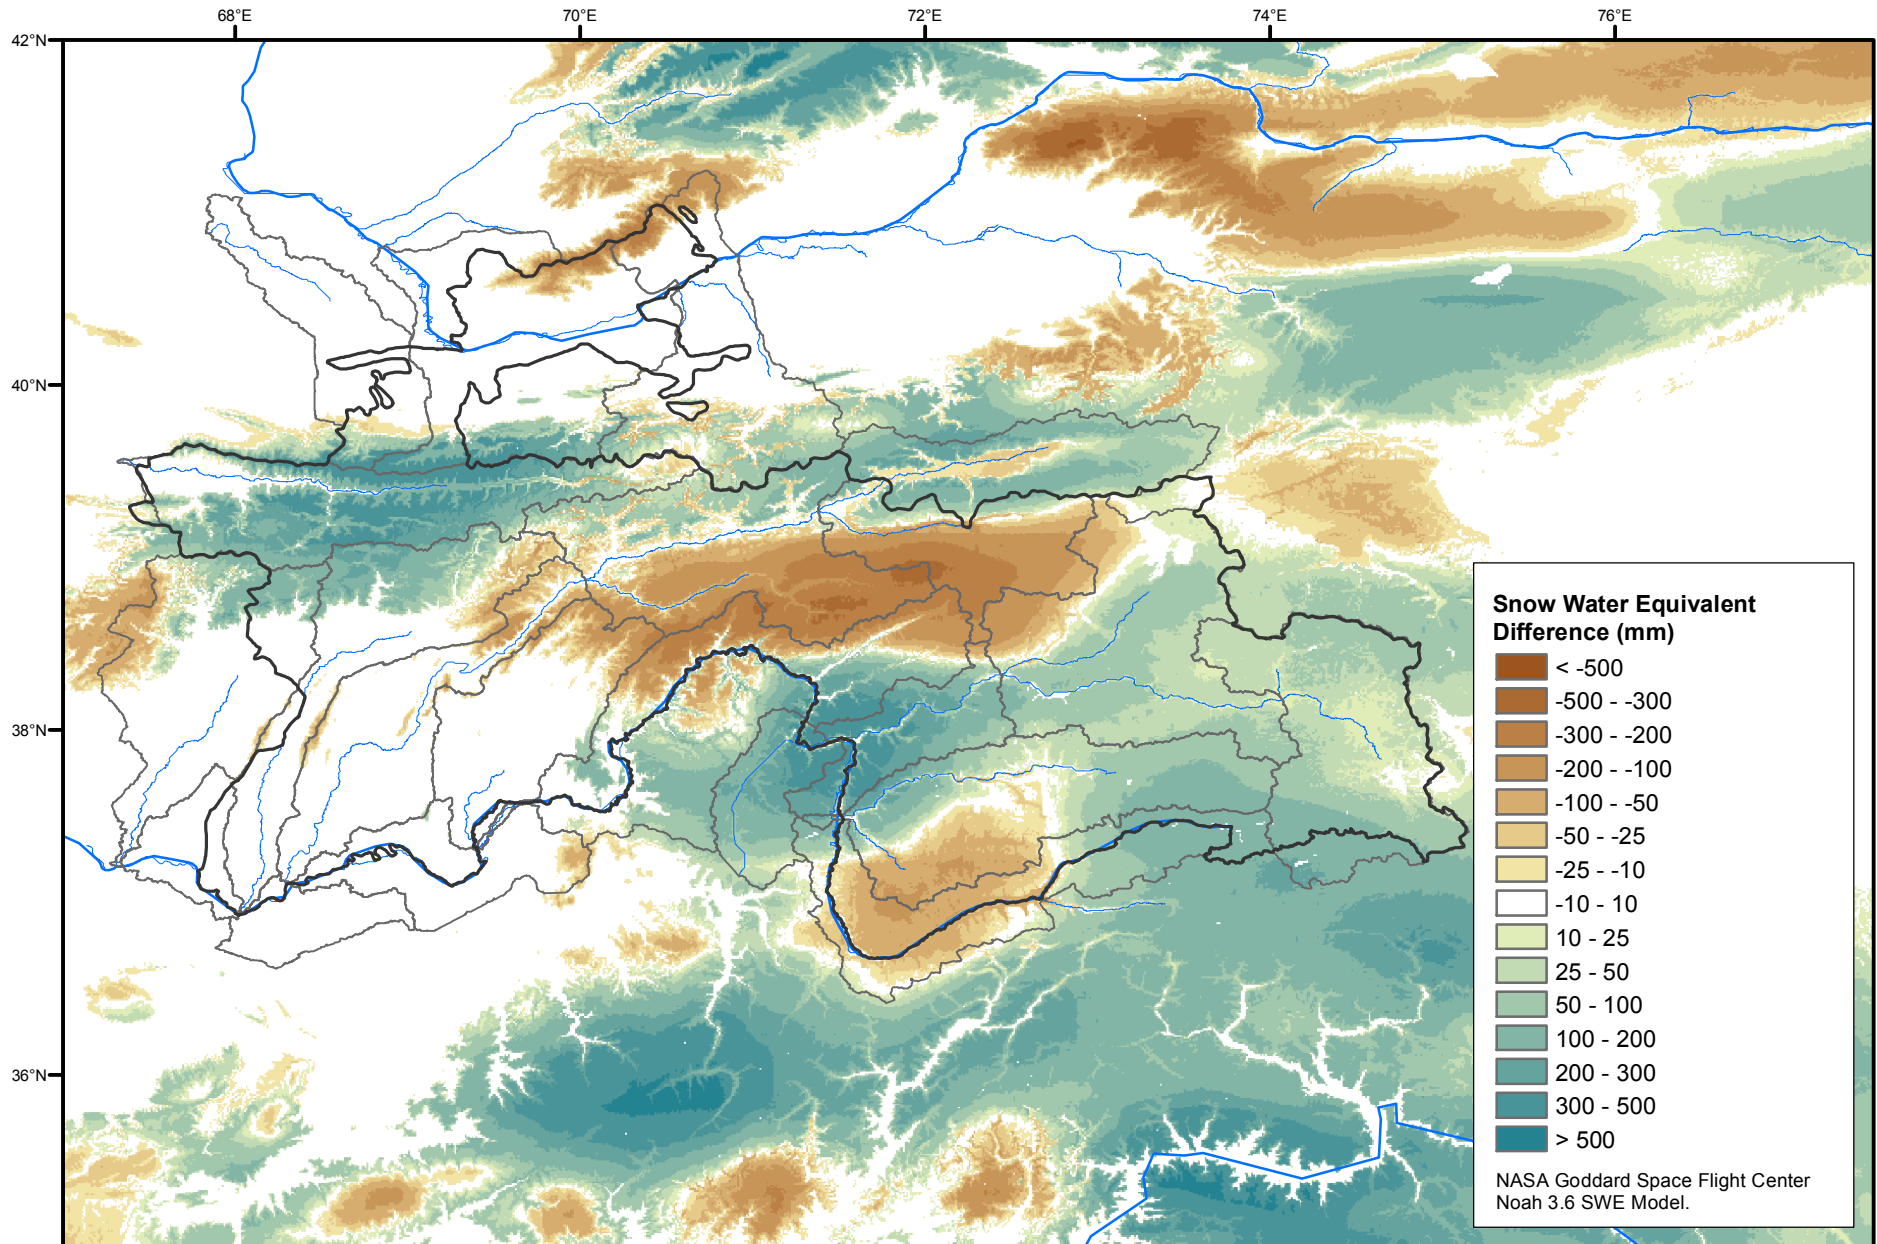 68°E 70°E 72°E 74°E 76°E
42°N
40°N
38°N
36°N
Snow Water Equivalent
Difference (mm)
< -500
-500 - -300
-300 - -200
-200 - -100
-100 - -50
-50 - -25
-25 - -10
-10 - 10
10 - 25
25 - 50
50 - 100
100 - 200
200 - 300
300 - 500
> 500
NASA Goddard Space Flight Center
Noah 3.6 SWE Model.